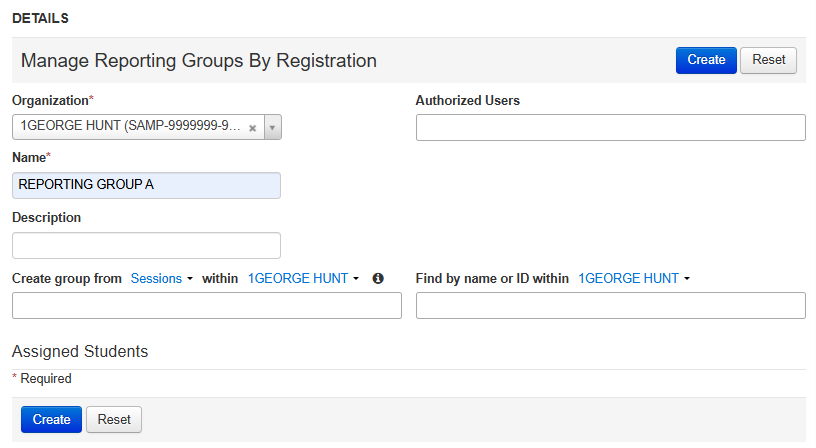 DETAILS
Manage Reporting Groups By Registration
Create Reset
Organization*
1GEORGE HUNT (SAMP-9999999-9...
Authorized Users
Name*
REPORTING GROUP A
Description
Create group from Sessions within 1GEORGE HUNT
Find by name or ID within 1GEORGE HUNT
Assigned Students
* Required
Create Reset